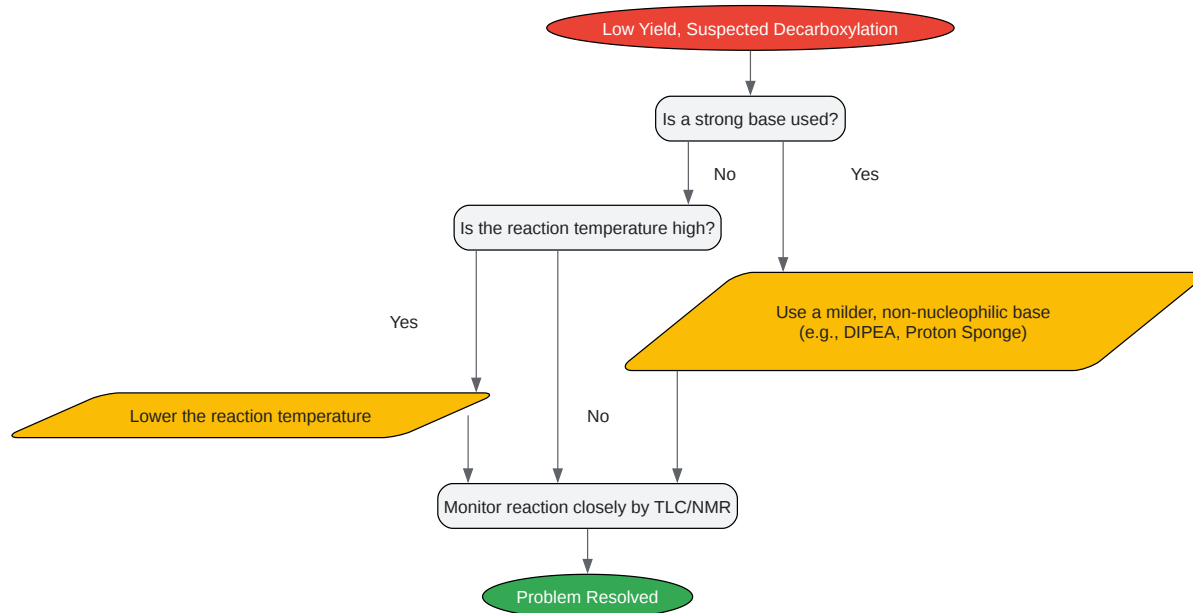 Low Yield, Suspected Decarboxylation
Is a strong base used?
No
Yes
Is the reaction temperature high?
Use a milder, non-nucleophilic base
(e.g., DIPEA, Proton Sponge)
Yes
Lower the reaction temperature
No
Monitor reaction closely by TLC/NMR
Problem Resolved